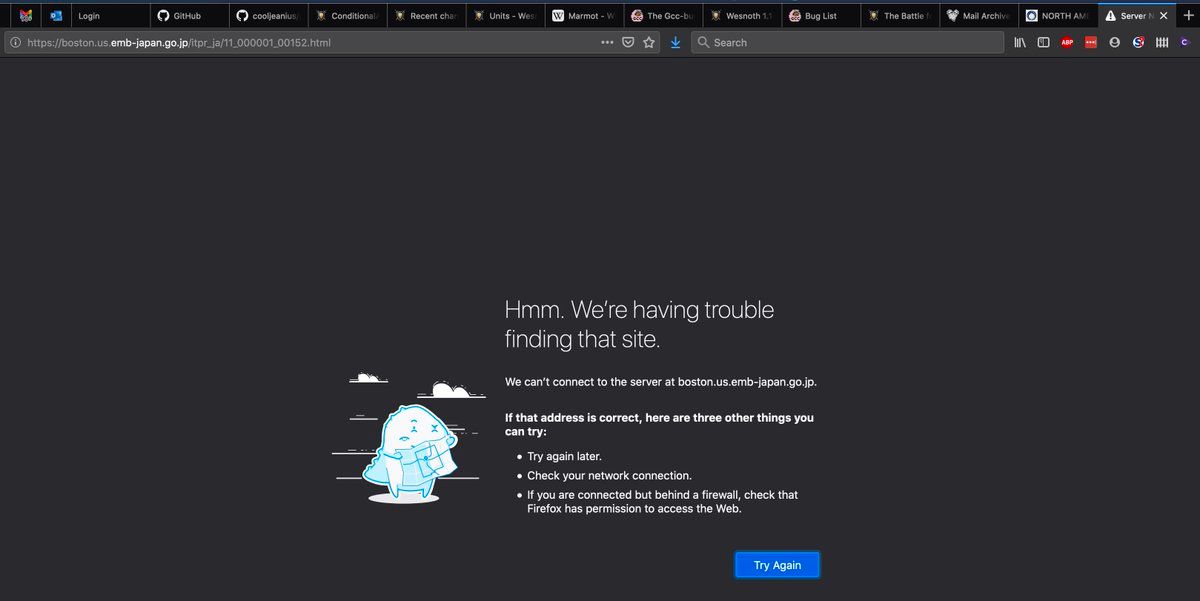 Login
GitHub
cooljeanius/
Conditional
Recent chan
Units - Wes
Marmot - W
The Gcc-bu
Wesnoth 1.1
Bug List
The Battle f
Mail Archive
NORTH AM
Server N
https://boston.us.emb-japan.go.jp/itpr_ja/11_000001_00152.html
Search
ABP
Hmm. We're having trouble
finding that site.
We can't connect to the server at boston.us.emb-japan.go.jp.
If that address is correct, here are three other things you
can try:
Try again later.
Check your network connection.
If you are connected but behind a firewall, check that
Firefox has permission to access the Web.
Try Again